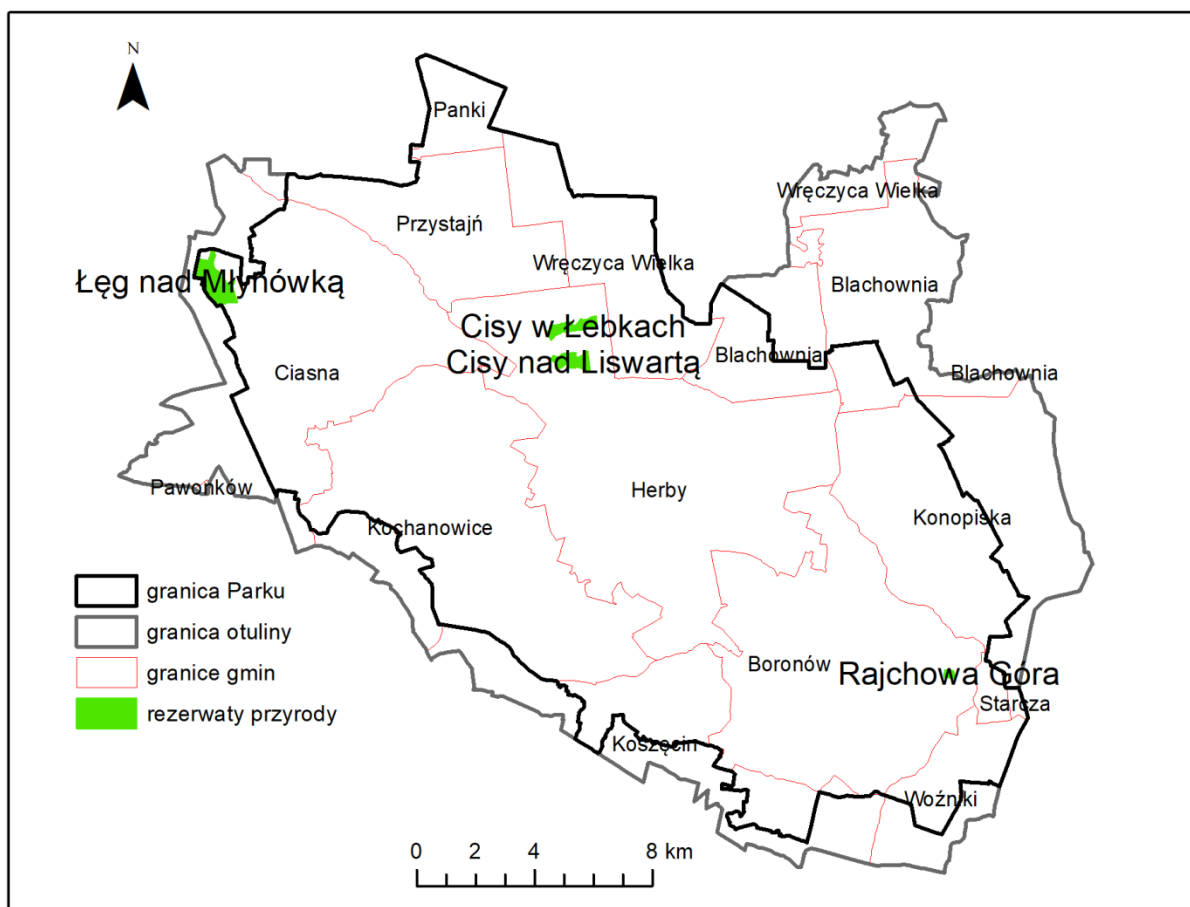 N
Panki
Wręczyca Wielka
Przystajń
Wręczyca Wielka
Łęg nad Młynówką
Blachownia
Cisy w Łebkach
Cisy nad Liswartą
Blachownia
Ciasna
Blachownia
Pawonków
Herby
Kochanowice
Konopiska
granica Parku
granica otuliny
granice gmin
rezerwaty przyrody
Boronów
Rajchowa Góra
Starcza
Koszęcin
Woźniki
0 2 4 8 km